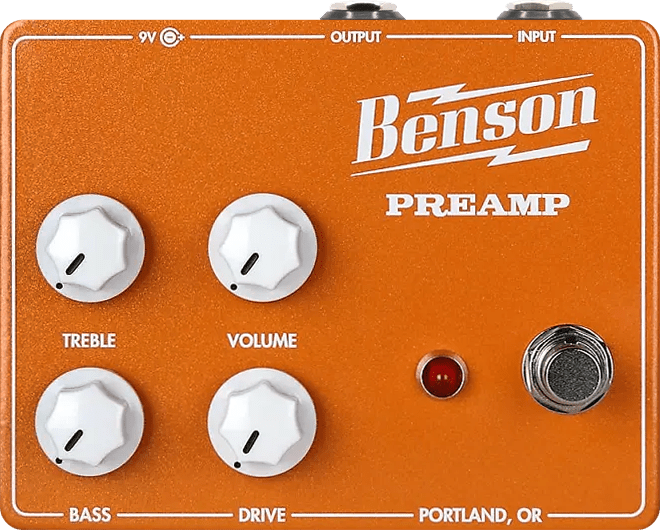 9V OUTPUT INPUT
Benson
PREAMP
TREBLE VOLUME
BASS DRIVE PORTLAND, OR